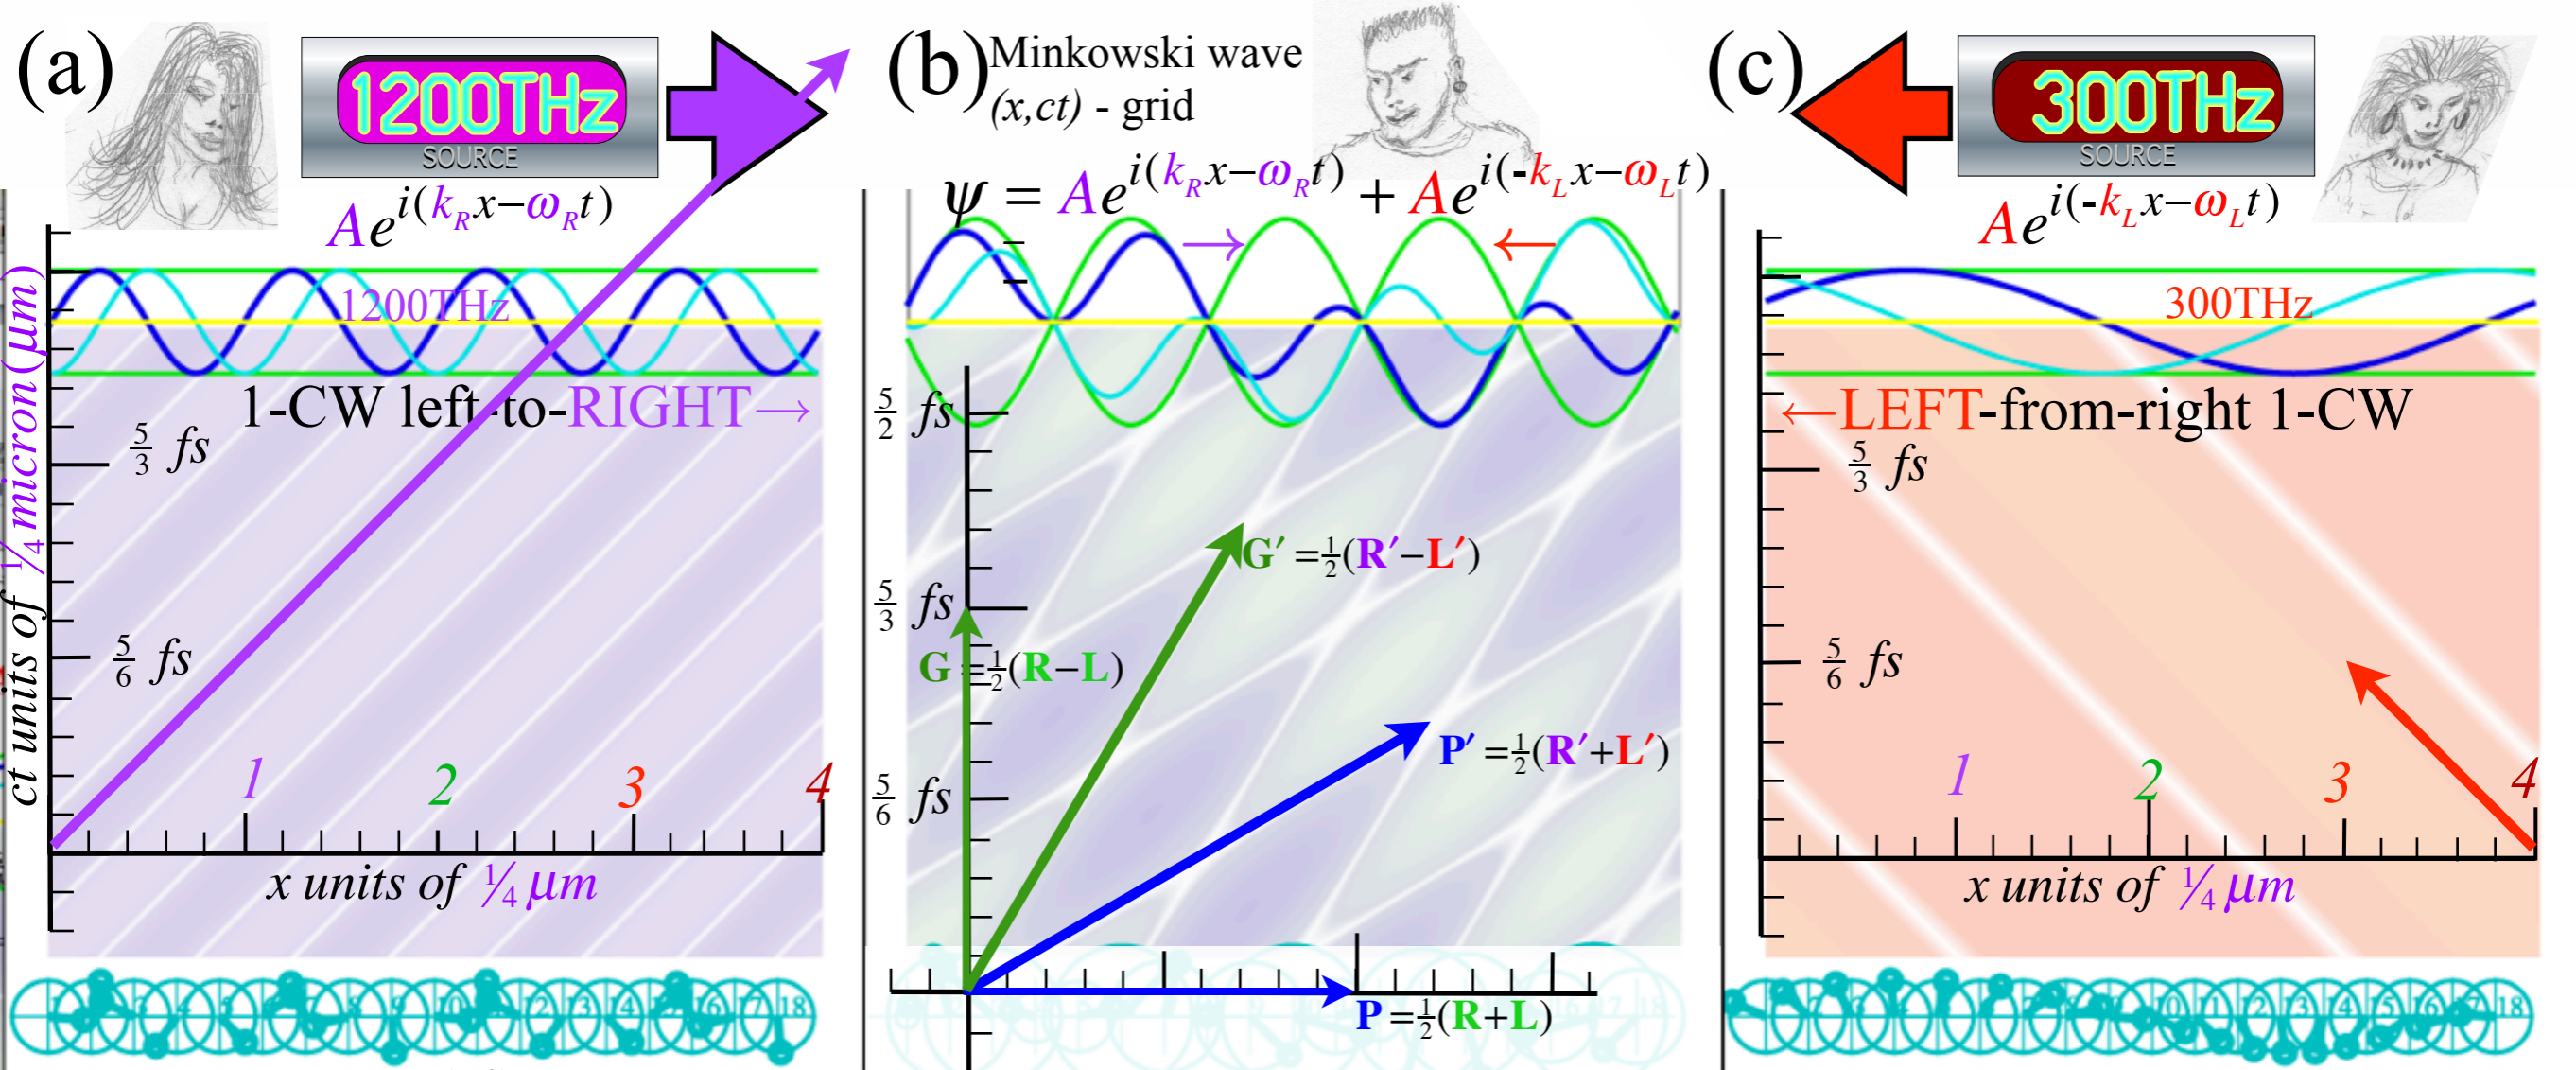 (a)
1200THz
SOURCE
Ae^{i(k_R x−ω_R t)}
1200THz
1-CW left-to-RIGHT→
ct units of ¼ micron (μm)
5/3 fs
5/6 fs
1 2 3 4
x units of ¼ μm
(b) Minkowski wave
(x,ct) - grid
ψ = Ae^{i(k_R x−ω_R t)} + Ae^{i(-k_L x−ω_L t)}
5/2 fs
5/3 fs
5/6 fs
G′ =½(R′−L′)
G =½(R−L)
P′ =½(R′+L′)
P =½(R+L)
(c)
300THz
SOURCE
Ae^{i(-k_L x−ω_L t)}
300THz
←LEFT-from-right 1-CW
5/3 fs
5/6 fs
1 2 3 4
x units of ¼ μm